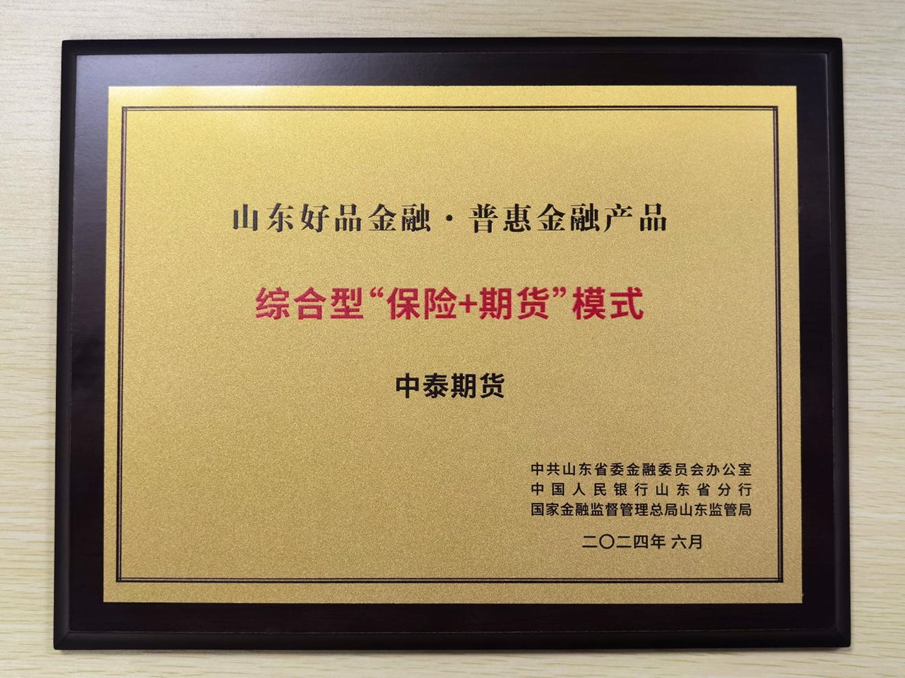 山东好品金融·普惠金融产品
综合型“保险+期货”模式
中泰期货
中共山东省委金融委员会办公室
中国人民银行山东省分行
国家金融监督管理总局山东监管局
二〇二四年 六月